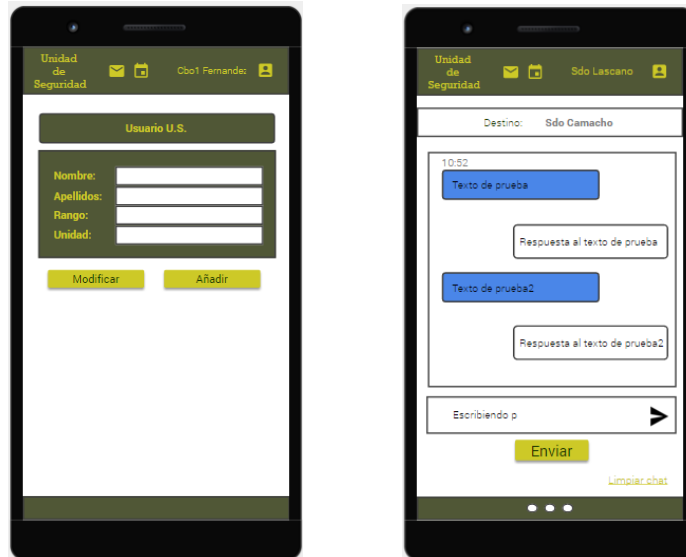 Unidad
de
Seguridad
Cbo1 Fernandez
Usuario U.S.
Nombre:
Apellidos:
Rango:
Unidad:
Modificar
Añadir
Unidad
de
Seguridad
Sdo Lascano
Destino: Sdo Camacho
10:52
Texto de prueba
Respuesta al texto de prueba
Texto de prueba2
Respuesta al texto de prueba2
Escribiendo p
Enviar
Limpiar chat